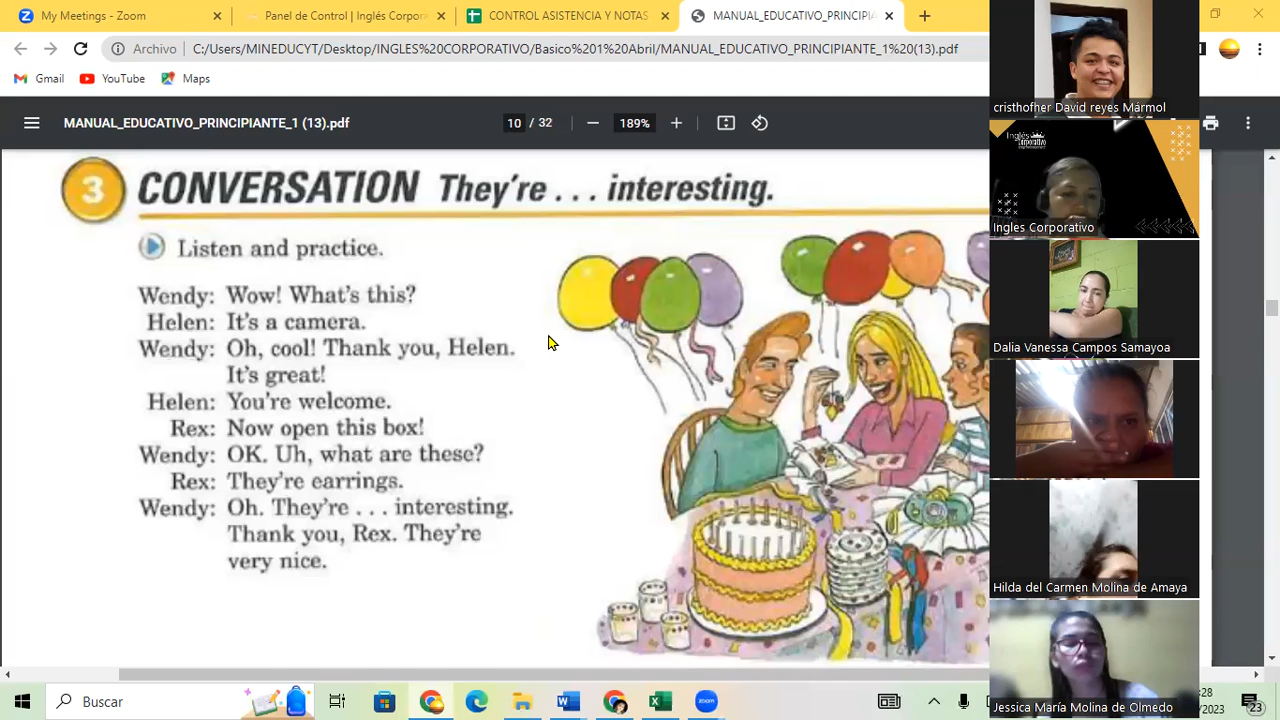 My Meetings - Zoom
Panel de Control | Inglés Corpor
CONTROL ASISTENCIA Y NOTAS
MANUAL_EDUCATIVO_PRINCIPIA
Archivo
C:/Users/MINEDUCYT/Desktop/INGLES%20CORPORATIVO/Basico%201%20Abril/MANUAL_EDUCATIVO_PRINCIPIANTE_1%20(13).pdf
Gmail
YouTube
Maps
MANUAL_EDUCATIVO_PRINCIPIANTE_1 (13).pdf
10 / 32
189%
3 CONVERSATION They're . . . interesting.
Listen and practice.
Wendy: Wow! What's this?
Helen: It's a camera.
Wendy: Oh, cool! Thank you, Helen.
It's great!
Helen: You're welcome.
Rex: Now open this box!
Wendy: OK. Uh, what are these?
Rex: They're earrings.
Wendy: Oh. They're . . . interesting.
Thank you, Rex. They're
very nice.
cristhofher David reyes Mármol
Inglés
Corporativo
Ingles Corporativo
Dalia Vanessa Campos Samayoa
Hilda del Carmen Molina de Amaya
Jessica María Molina de Olmedo
Buscar
:28
/2023
23